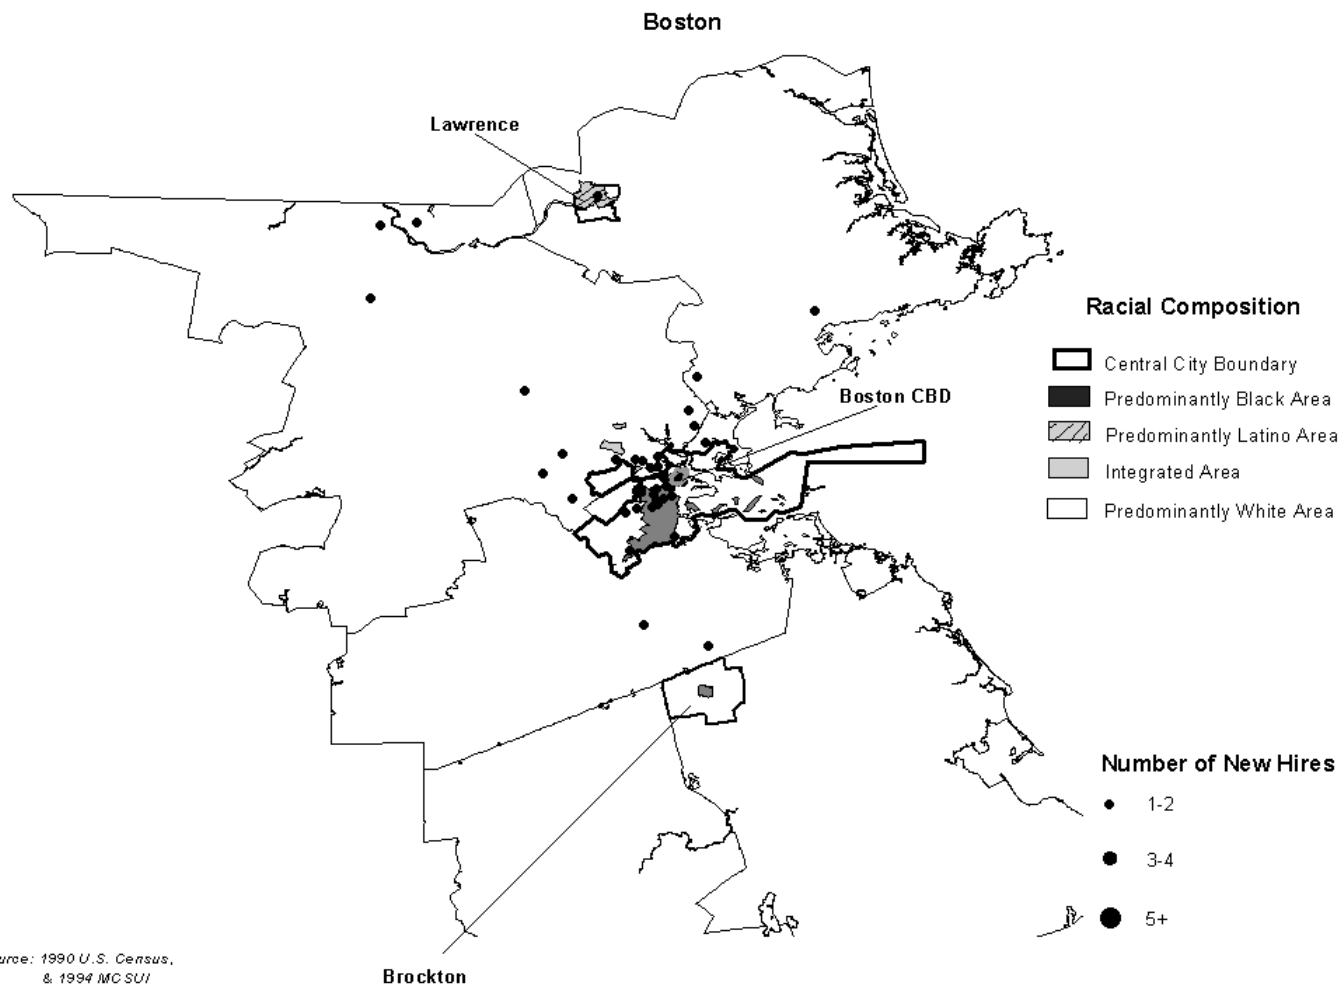 Boston
Lawrence
Racial Composition
Central City Boundary
Boston CBD
Predominantly Black Area
Predominantly Latino Area
Integrated Area
Predominantly White Area
Number of New Hires
1-2
3-4
5+
urce: 1990 U.S. Census,
& 1994 MCSUI
Brockton